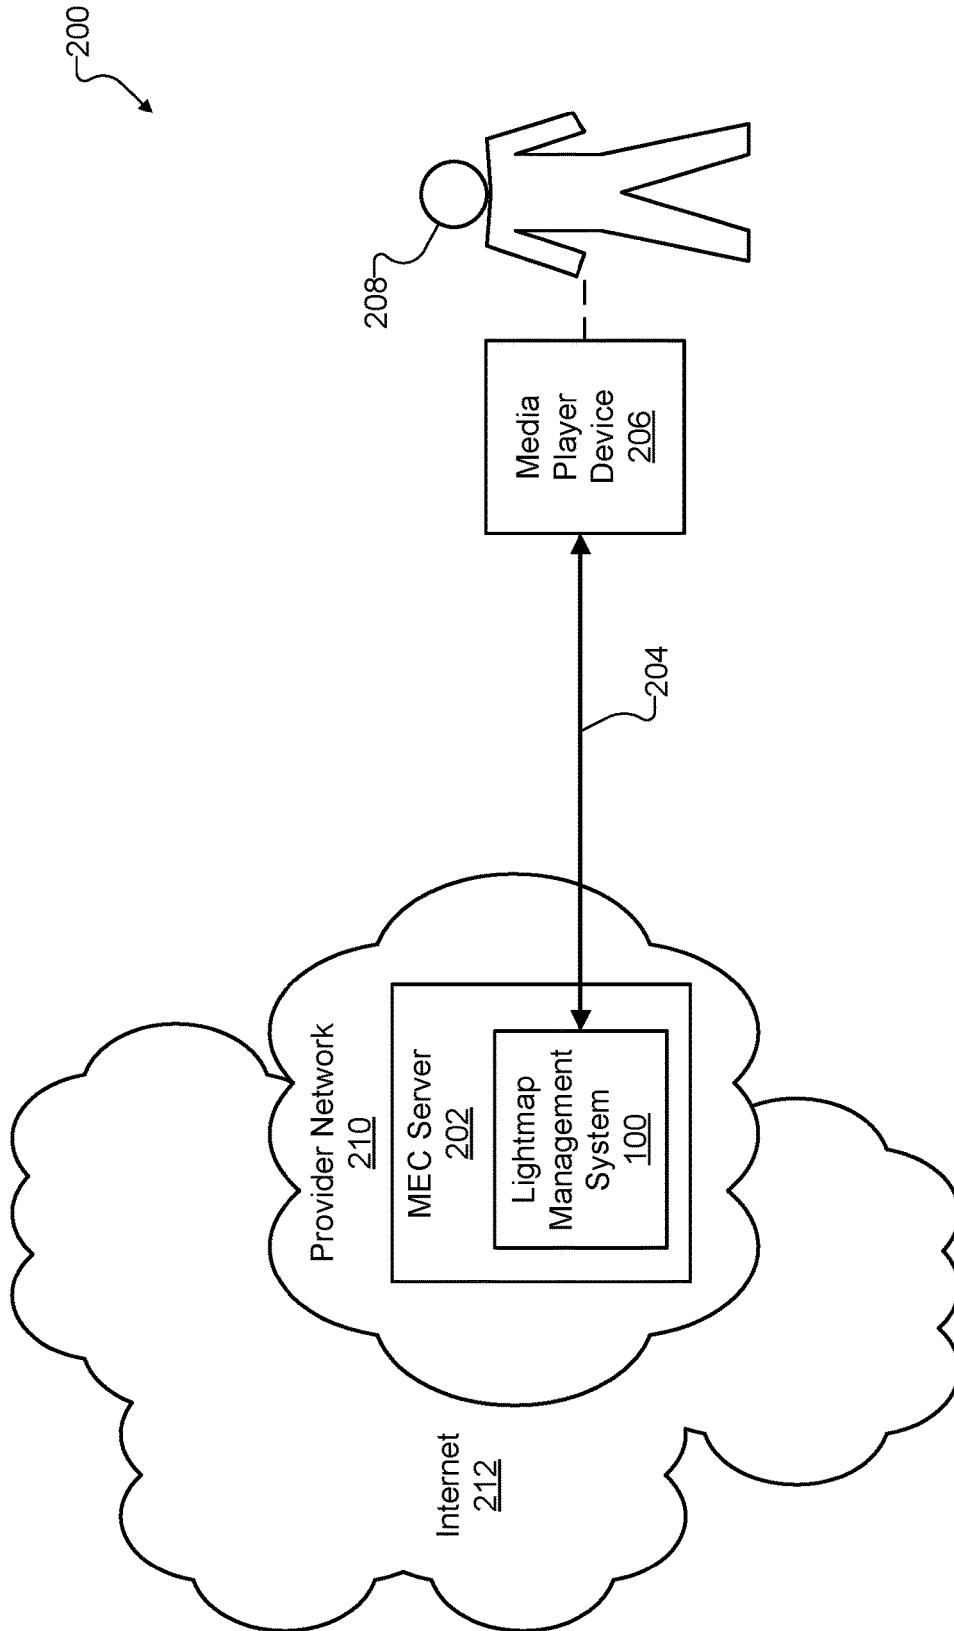 200
Internet
212
Provider Network
210
MEC Server
202
Lightmap
Management
System
100
204
Media
Player
Device
206
208